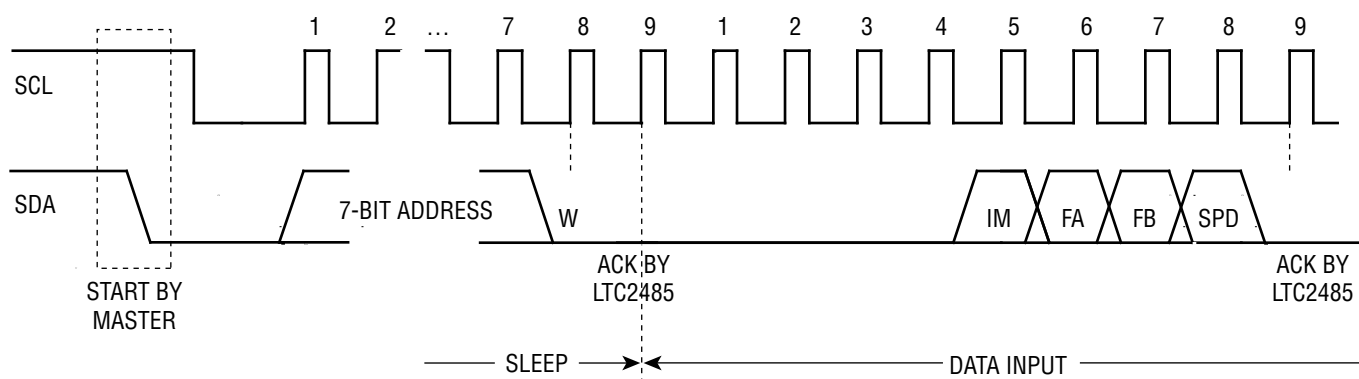 1 2 ... 7 8 9 1 2 3 4 5 6 7 8 9
SCL
SDA
7-BIT ADDRESS
W
IM
FA
FB
SPD
START BY
MASTER
ACK BY
LTC2485
ACK BY
LTC2485
SLEEP
DATA INPUT